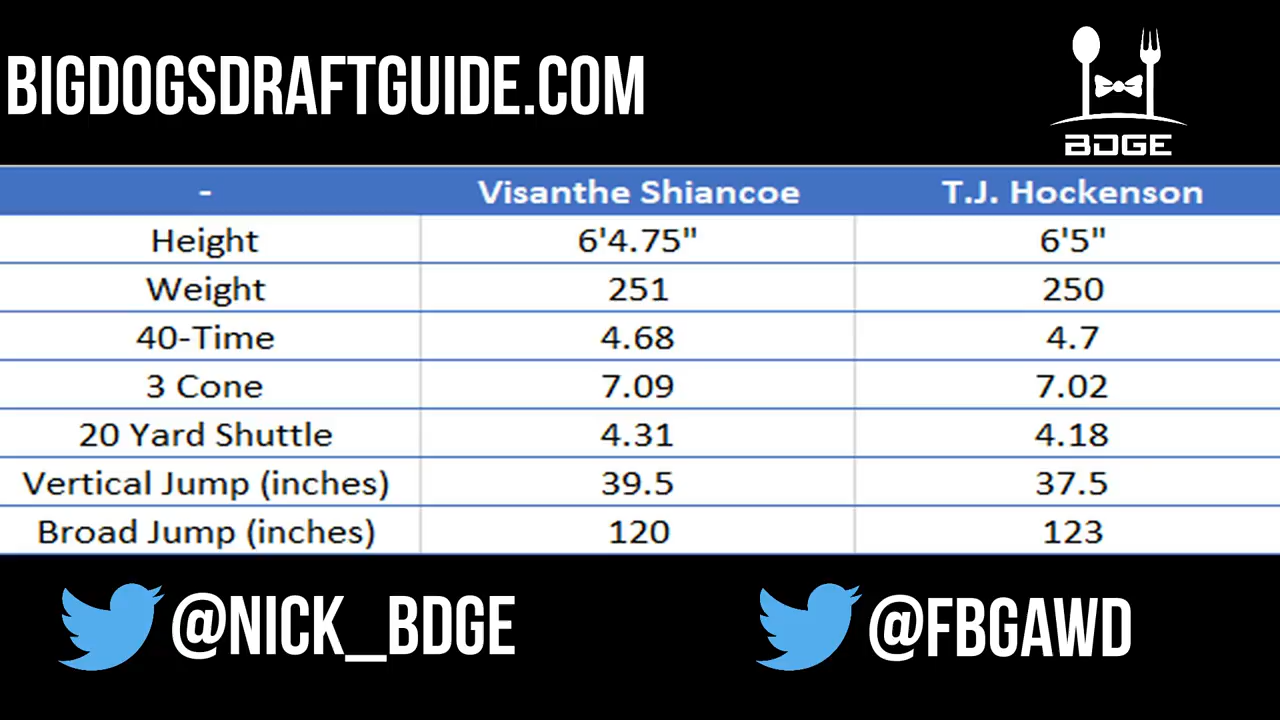 BIGDOGSDRAFTGUIDE.COM
BDGE
- Visanthe Shiancoe T.J. Hockenson
Height 6'4.75" 6'5"
Weight 251 250
40-Time 4.68 4.7
3 Cone 7.09 7.02
20 Yard Shuttle 4.31 4.18
Vertical Jump (inches) 39.5 37.5
Broad Jump (inches) 120 123
@NICK_BDGE @FBGAWD